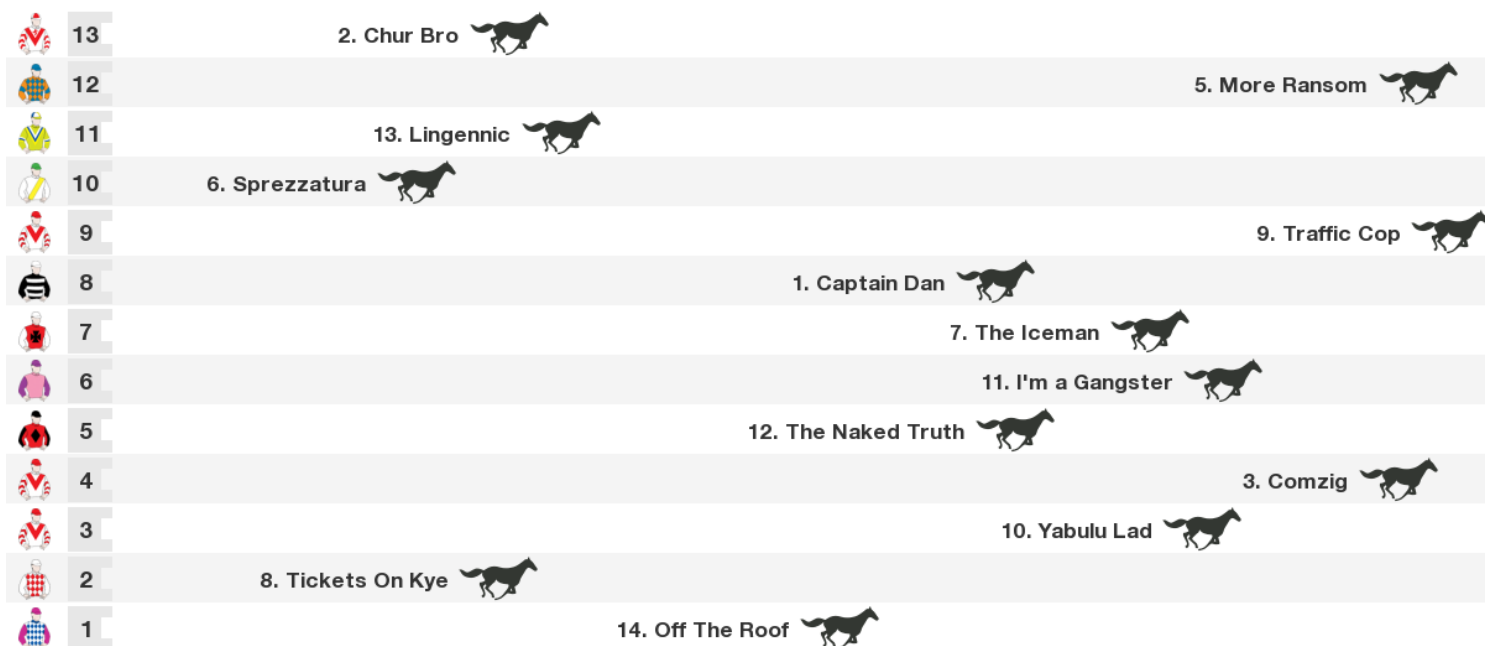 13 2. Chur Bro
12 5. More Ransom
11 13. Lingennic
10 6. Sprezzatura
9 9. Traffic Cop
8 1. Captain Dan
7 7. The Iceman
6 11. I'm a Gangster
5 12. The Naked Truth
4 3. Comzig
3 10. Yabulu Lad
2 8. Tickets On Kye
1 14. Off The Roof